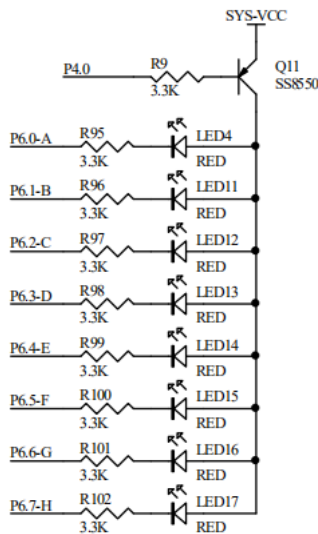 SYS-VCC
P4.0
R9
3.3K
Q11
SS8550
P6.0-A
R95
3.3K
LED4
RED
P6.1-B
R96
3.3K
LED11
RED
P6.2-C
R97
3.3K
LED12
RED
P6.3-D
R98
3.3K
LED13
RED
P6.4-E
R99
3.3K
LED14
RED
P6.5-F
R100
3.3K
LED15
RED
P6.6-G
R101
3.3K
LED16
RED
P6.7-H
R102
3.3K
LED17
RED